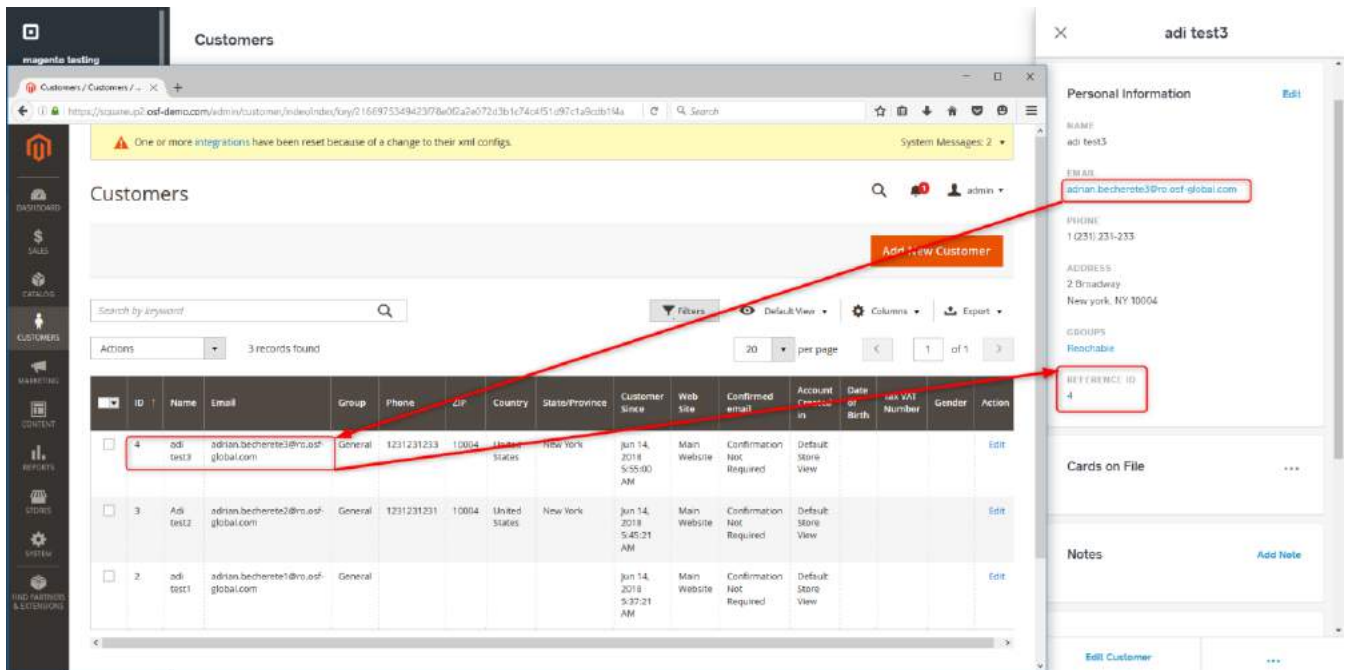 magento testing
Customers
Customers / Customers / ...
Search
One or more integrations have been reset because of a change to their xml configs.
System Messages: 2
Customers
admin
Add New Customer
Search by keyword
Filters
Default View
Columns
Export
Actions
3 records found
20
per page
1
of 1
ID Name Email Group Phone ZIP Country State/Province Customer Since Web Site Confirmed email Account Created in Date of Birth Tax VAT Number Gender Action
4 adi adrian.becherete3@ro.osf- General 1231231233 10004 United New York Jun 14, Main Confirmation Default Edit
test3 global.com States 2018 Website Not Store
5:55:00 Required View
AM
3 Adi adrian.becherete2@ro.osf- General 1231231231 10004 United New York Jun 14, Main Confirmation Default Edit
test2 global.com States 2018 Website Not Store
5:45:21 Required View
AM
2 adi adrian.becherete1@ro.osf- General Jun 14, Main Confirmation Default Edit
test1 global.com 2018 Website Not Store
5:37:21 Required View
AM
DASHBOARD
SALES
CATALOG
CUSTOMERS
MARKETING
CONTENT
REPORTS
STORES
SYSTEM
FIND PARTNERS
& EXTENSIONS
adi test3
Personal Information
Edit
NAME
adi test3
EMAIL
adrian.becherete3@ro.osf-global.com
PHONE
1 (231) 231-233
ADDRESS
2 Broadway
New york, NY 10004
GROUPS
Reachable
REFERENCE ID
4
Cards on File
Notes
Add Note
Edit Customer